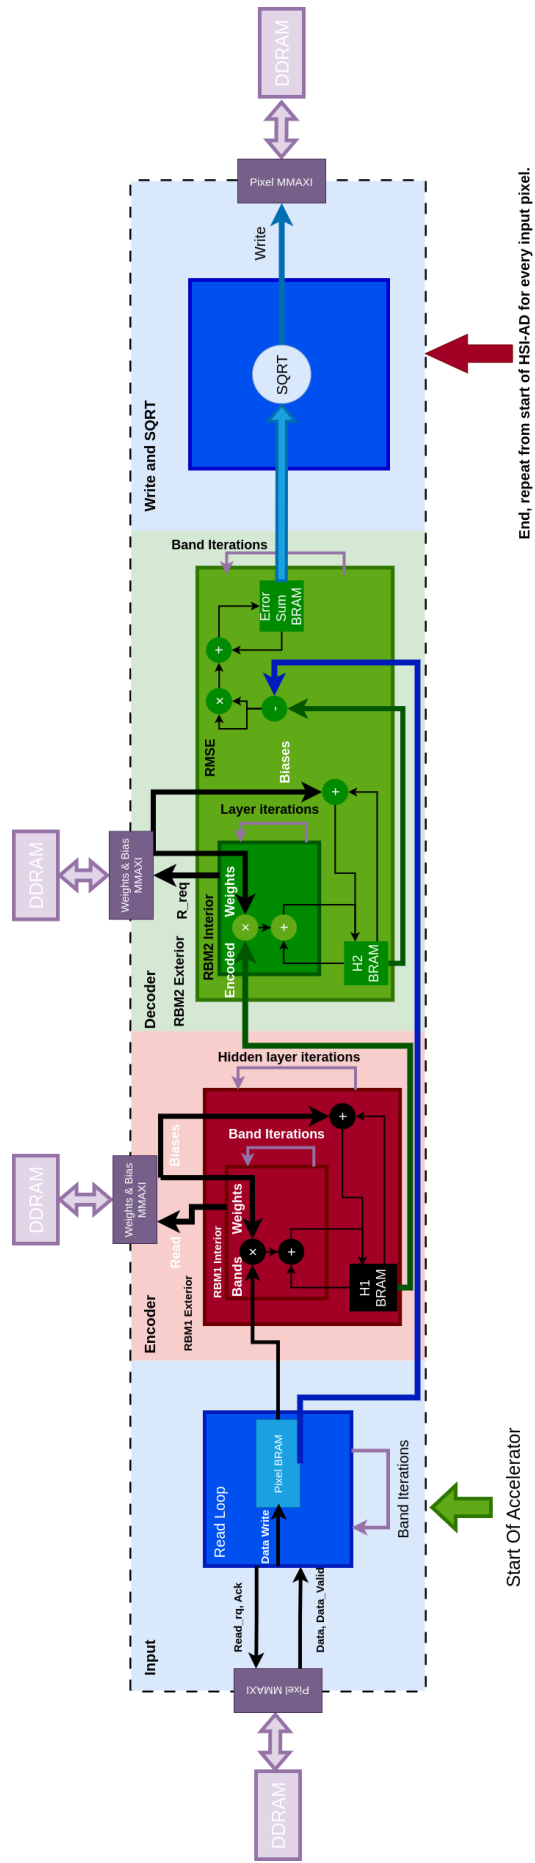 DDRAM
Pixel MMAXI
Input
Read_rq, Ack
Data, Data_Valid
Read Loop
Data Write
Pixel BRAM
Band Iterations
Start Of Accelerator
DDRAM
Weights & Bias
MMAXI
Encoder
RBM1 Exterior
Read
Biases
RBM1 Interior
Bands
Weights
×
+
+
H1
BRAM
Band Iterations
Hidden layer iterations
DDRAM
Weights & Bias
MMAXI
Decoder
RBM2 Exterior
R_req
RBM2 Interior
Encoded
Weights
×
+
+
H2
BRAM
Layer iterations
Biases
RMSE
-
×
+
Error
Sum
BRAM
Band Iterations
Write and SQRT
SQRT
Write
Pixel MMAXI
DDRAM
End, repeat from start of HSI-AD for every input pixel.